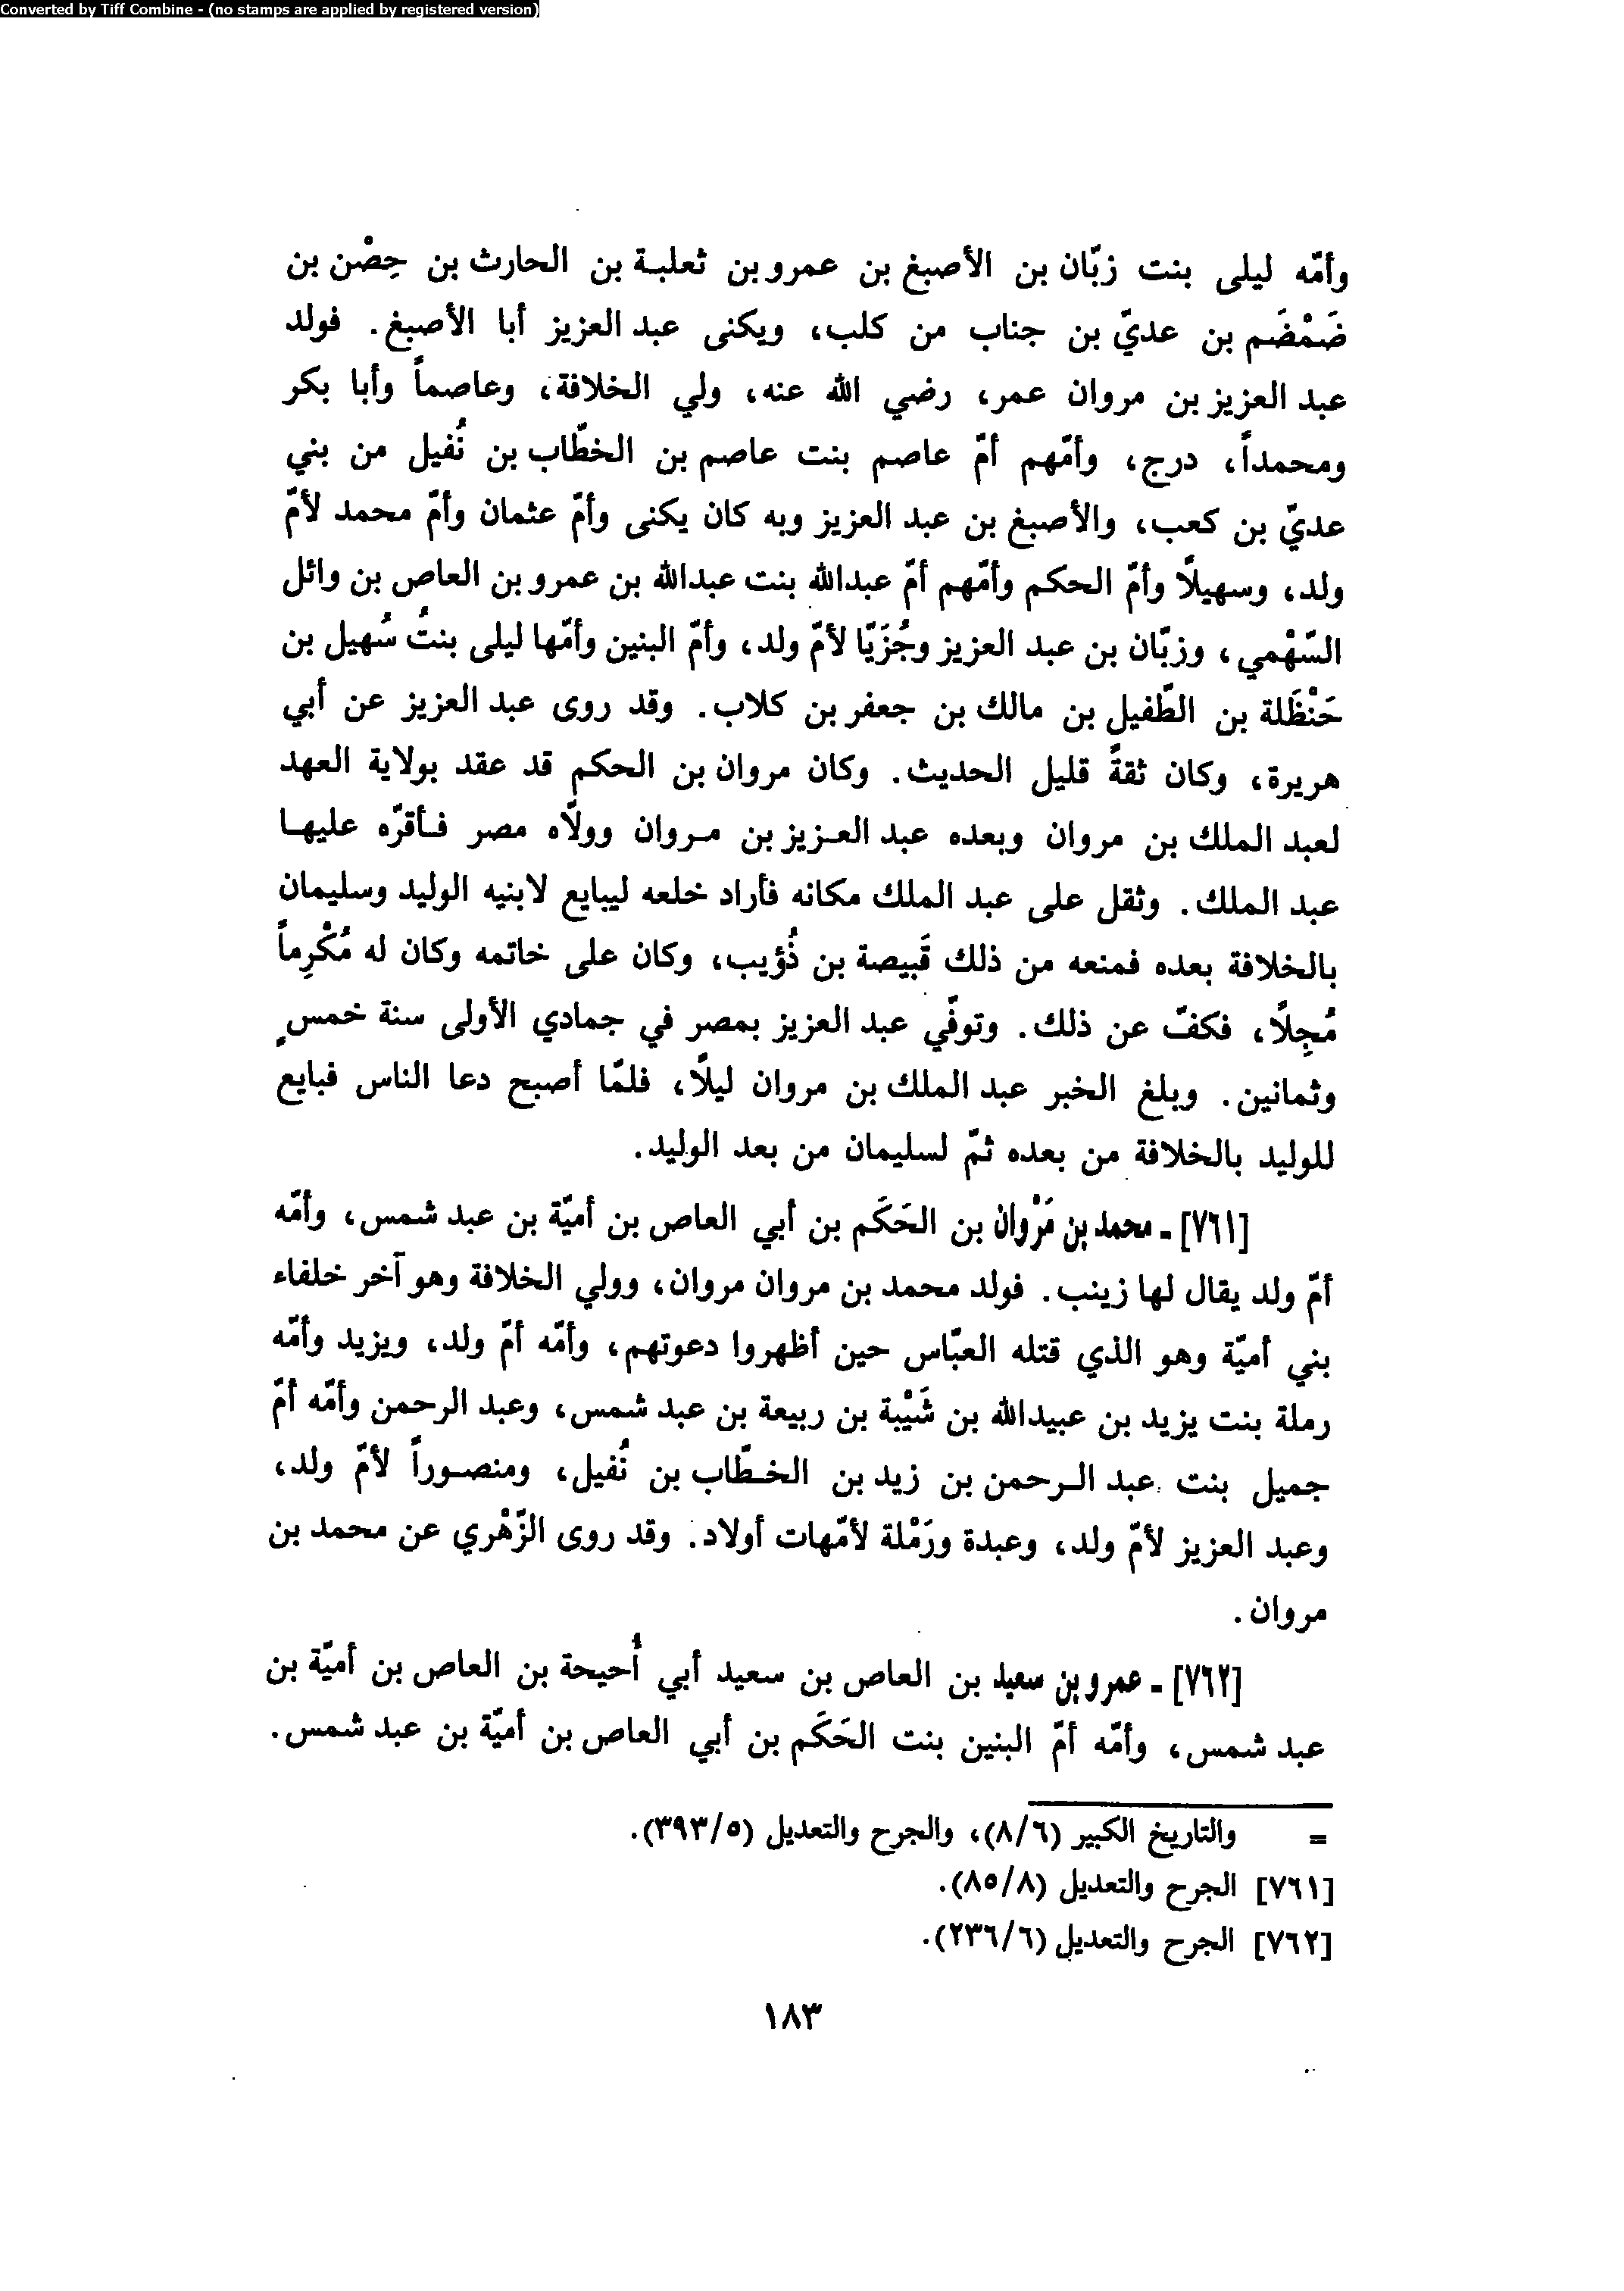 Converted by Tiff Combine - (no stamps are applied by registered version)
وأمّه ليلى بنت زبّان بن الأصبغ بن عمرو بن ثعلبـة بن الحارث بن حِصْن بن
ضَمْضَم بن عديّ بن جناب من كلب، ويكنى عبد العزيز أبا الأصبغ. فولد
عبد العزيز بن مروان عمر، رضي الله عنه، ولي الخلافة، وعاصماً وأبا بكر
ومحمداً، درج، وأمّهم أمّ عاصم بنت عاصم بن الخطّاب بن نُفيل من بني
عديّ بن كعب، والأصبغ بن عبد العزيز وبه كان يكنى وأمّ عثمان وأمّ محمد لأمّ
ولد، وسهيلًا وأمّ الحكم وأمّهم أمّ عبدالله بنت عبدالله بن عمرو بن العاص بن وائل
السّهْمي، وزبّان بن عبد العزيز وجُزَيّا لأمّ ولد، وأمّ البنين وأمّها ليلى بنتُ سُهيل بن
حَنْظَلة بن الطّفيل بن مالك بن جعفر بن كلاب. وقد روى عبد العزيز عن أبي
هريرة، وكان ثقةً قليل الحديث. وكان مروان بن الحكم قد عقد بولاية العهد
لعبد الملك بن مروان وبعده عبد العـزيز بن مـروان وولّاه مصر فـأقرّه عليهـا
عبد الملك. وثقل على عبد الملك مكانه فأراد خلعه ليبايع لابنيه الوليد وسليمان
بالخلافة بعده فمنعه من ذلك قَبيصة بن ذُؤيب، وكان على خاتمه وكان له مُكْرِماً
مُجِلّا، فكفّ عن ذلك. وتوفّي عبد العزيز بمصر في جمادي الأولى سنة خمسٍ
وثمانين. وبلغ الخبر عبد الملك بن مروان ليلًا، فلمّا أصبح دعا الناس فبايع
للوليد بالخلافة من بعده ثمّ لسليمان من بعد الوليد.
[٧٦١] ـ محمد بن مَرْوان بن الحَكَم بن أبي العاص بن أميّة بن عبد شمس، وأمّه
أمّ ولد يقال لها زينب. فولد محمد بن مروان مروان، وولي الخلافة وهو آخر خلفاء
بني أميّة وهو الذي قتله العبّاس حين أظهروا دعوتهم، وأمّه أمّ ولد، ويزيد وأمّه
رملة بنت يزيد بن عبيدالله بن شَيْبة بن ربيعة بن عبد شمس، وعبد الرحمن وأمّه أمّ
جميل بنت عبد الـرحمن بن زيد بن الخـطّاب بن نُفيل، ومنصـوراً لأمّ ولد،
وعبد العزيز لأمّ ولد، وعبدة ورَمْلة لأمّهات أولاد. وقد روى الزّهْري عن محمد بن
مروان.
[٧٦٢] ـ عمرو بن سعيد بن العاص بن سعيد أبي أُحيحة بن العاص بن أميّة بن
عبد شمس، وأمّه أمّ البنين بنت الحَكَم بن أبي العاص بن أميّة بن عبد شمس.
= والتاريخ الكبير (٨/٦)، والجرح والتعديل (٣٩٣/٥).
[٧٦١] الجرح والتعديل (٨٥/٨).
[٧٦٢] الجرح والتعديل (٢٣٦/٦).
١٨٣